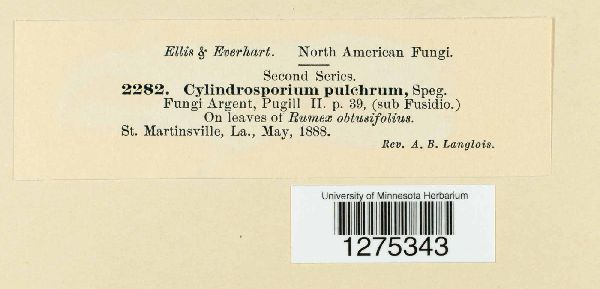 Ellis & Everhart. North American Fungi.
Second Series.
2282. Cylindrosporium pulchrum, Speg.
Fungi Argent, Pugill II. p. 39, (sub Fusidio.)
On leaves of Rumex obtusifolius.
St. Martinsville, La., May, 1888.
Rev. A. B. Langlois.
University of Minnesota Herbarium
1275343